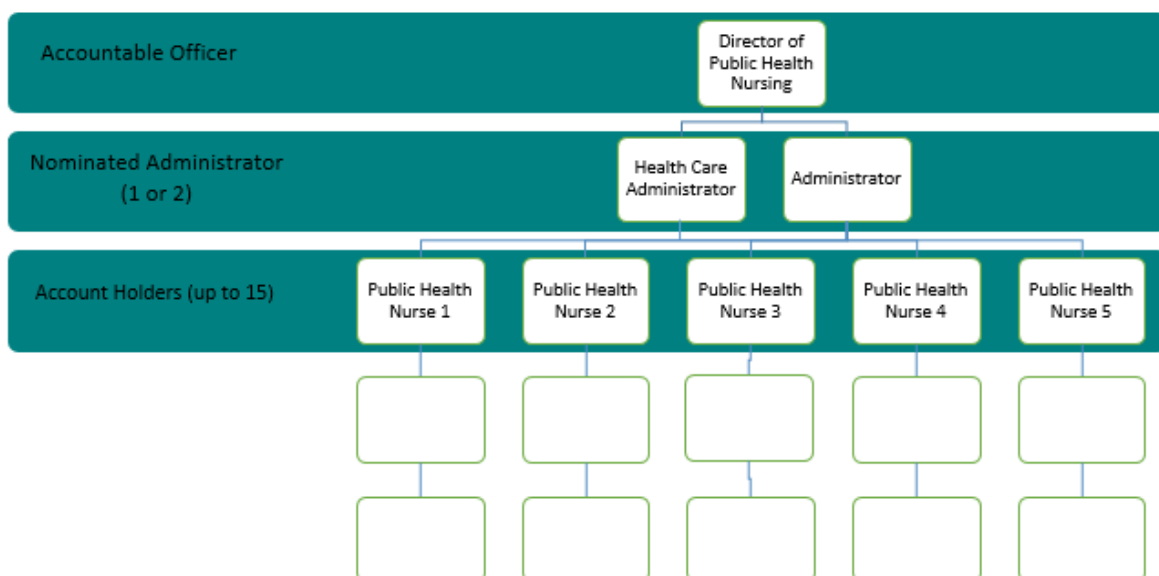 Accountable Officer
Director of
Public Health
Nursing
Nominated Administrator
(1 or 2)
Health Care
Administrator
Administrator
Account Holders (up to 15)
Public Health
Nurse 1
Public Health
Nurse 2
Public Health
Nurse 3
Public Health
Nurse 4
Public Health
Nurse 5